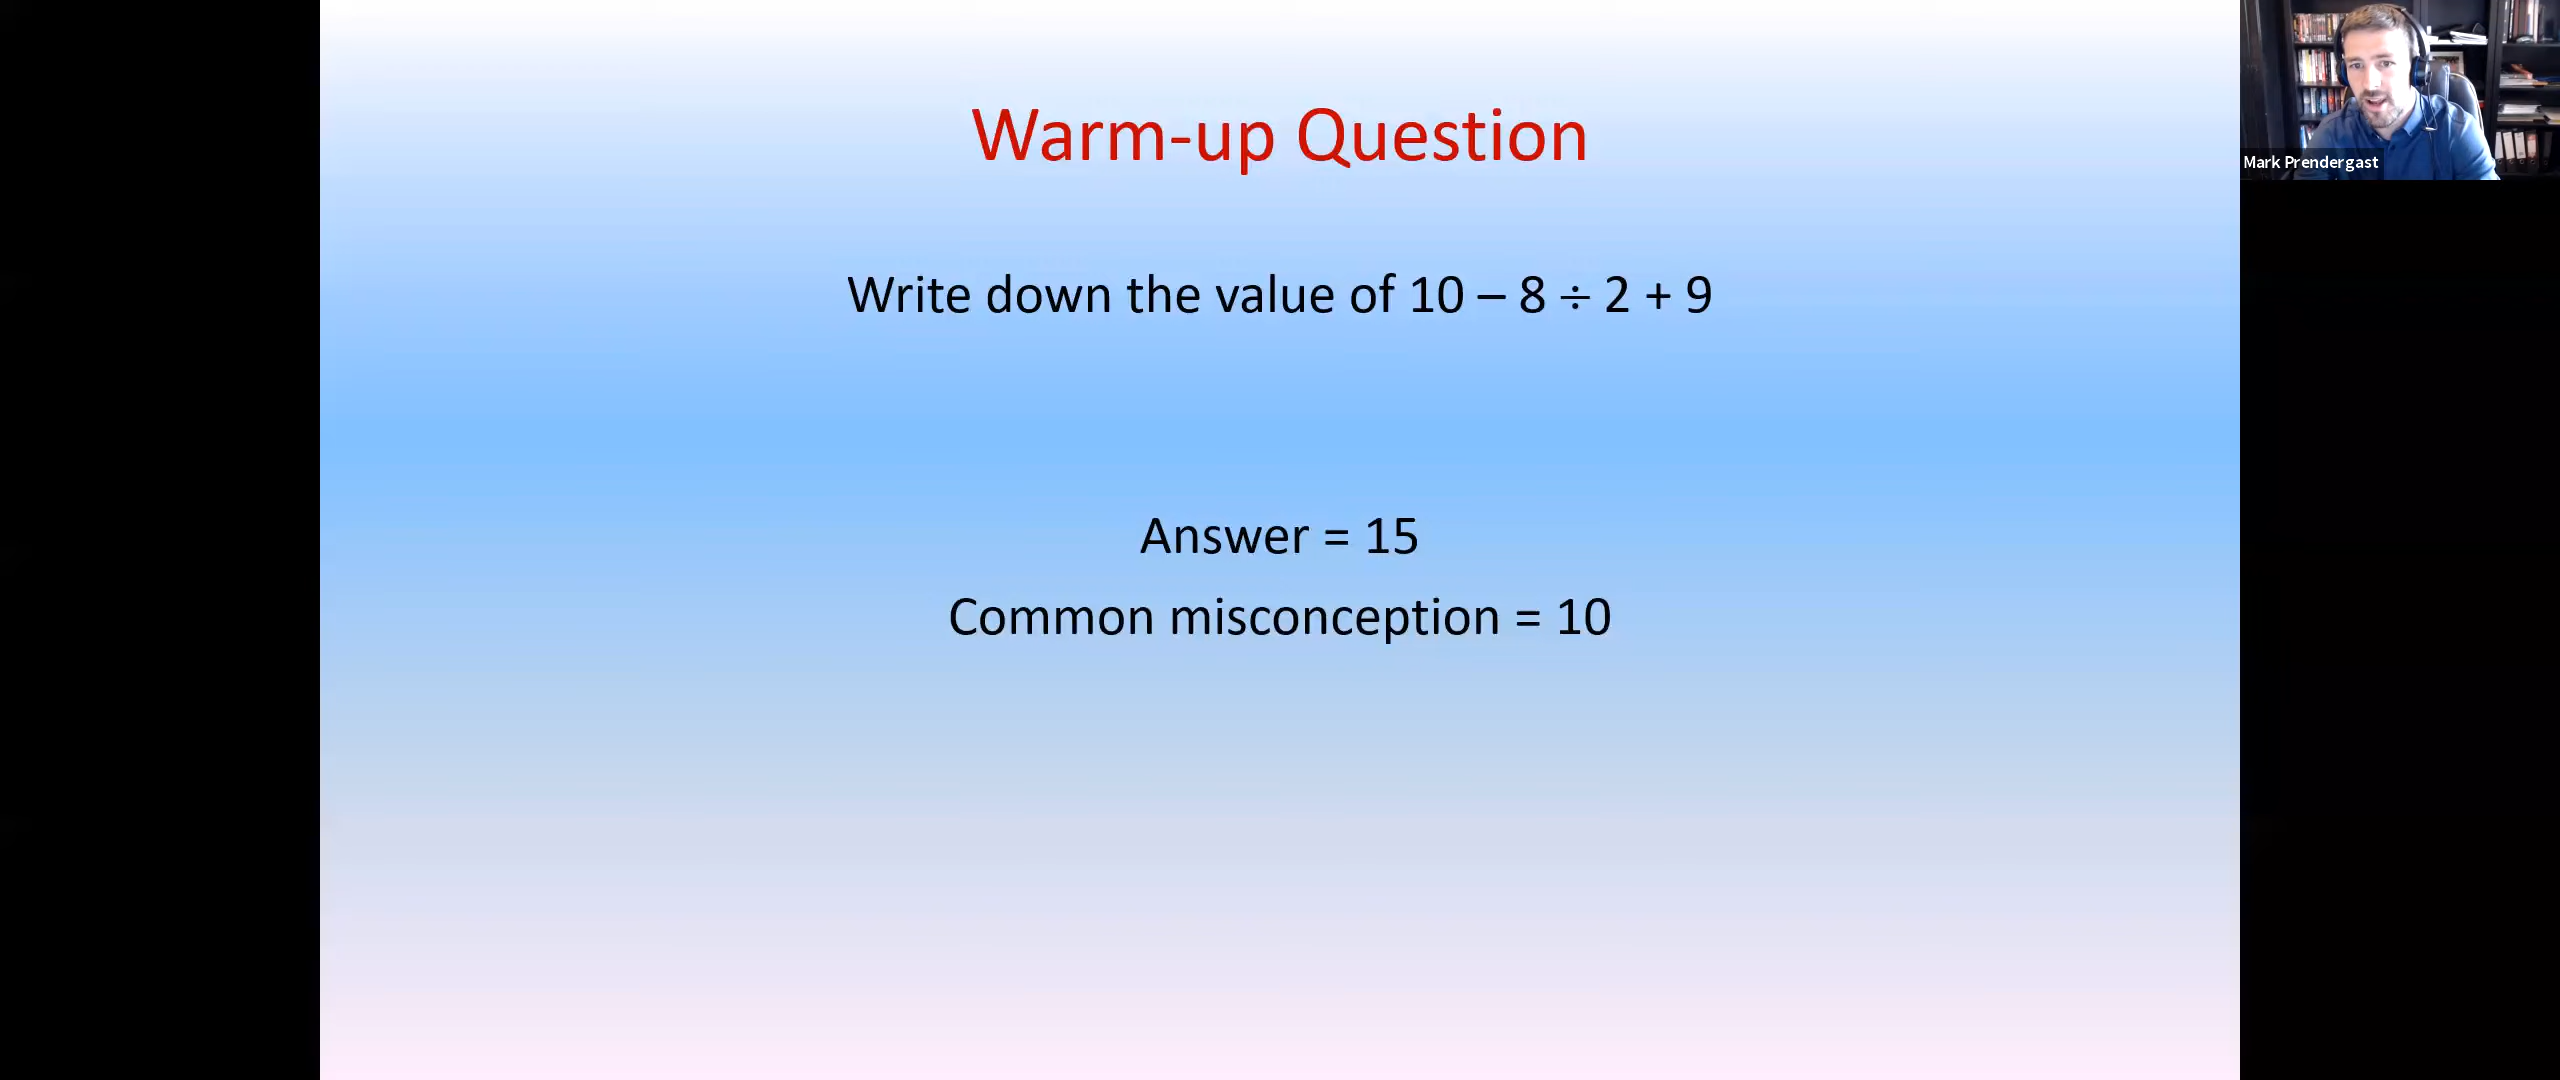 Warm-up Question
Mark Prendergast
Write down the value of 10 – 8 ÷ 2 + 9
Answer = 15
Common misconception = 10